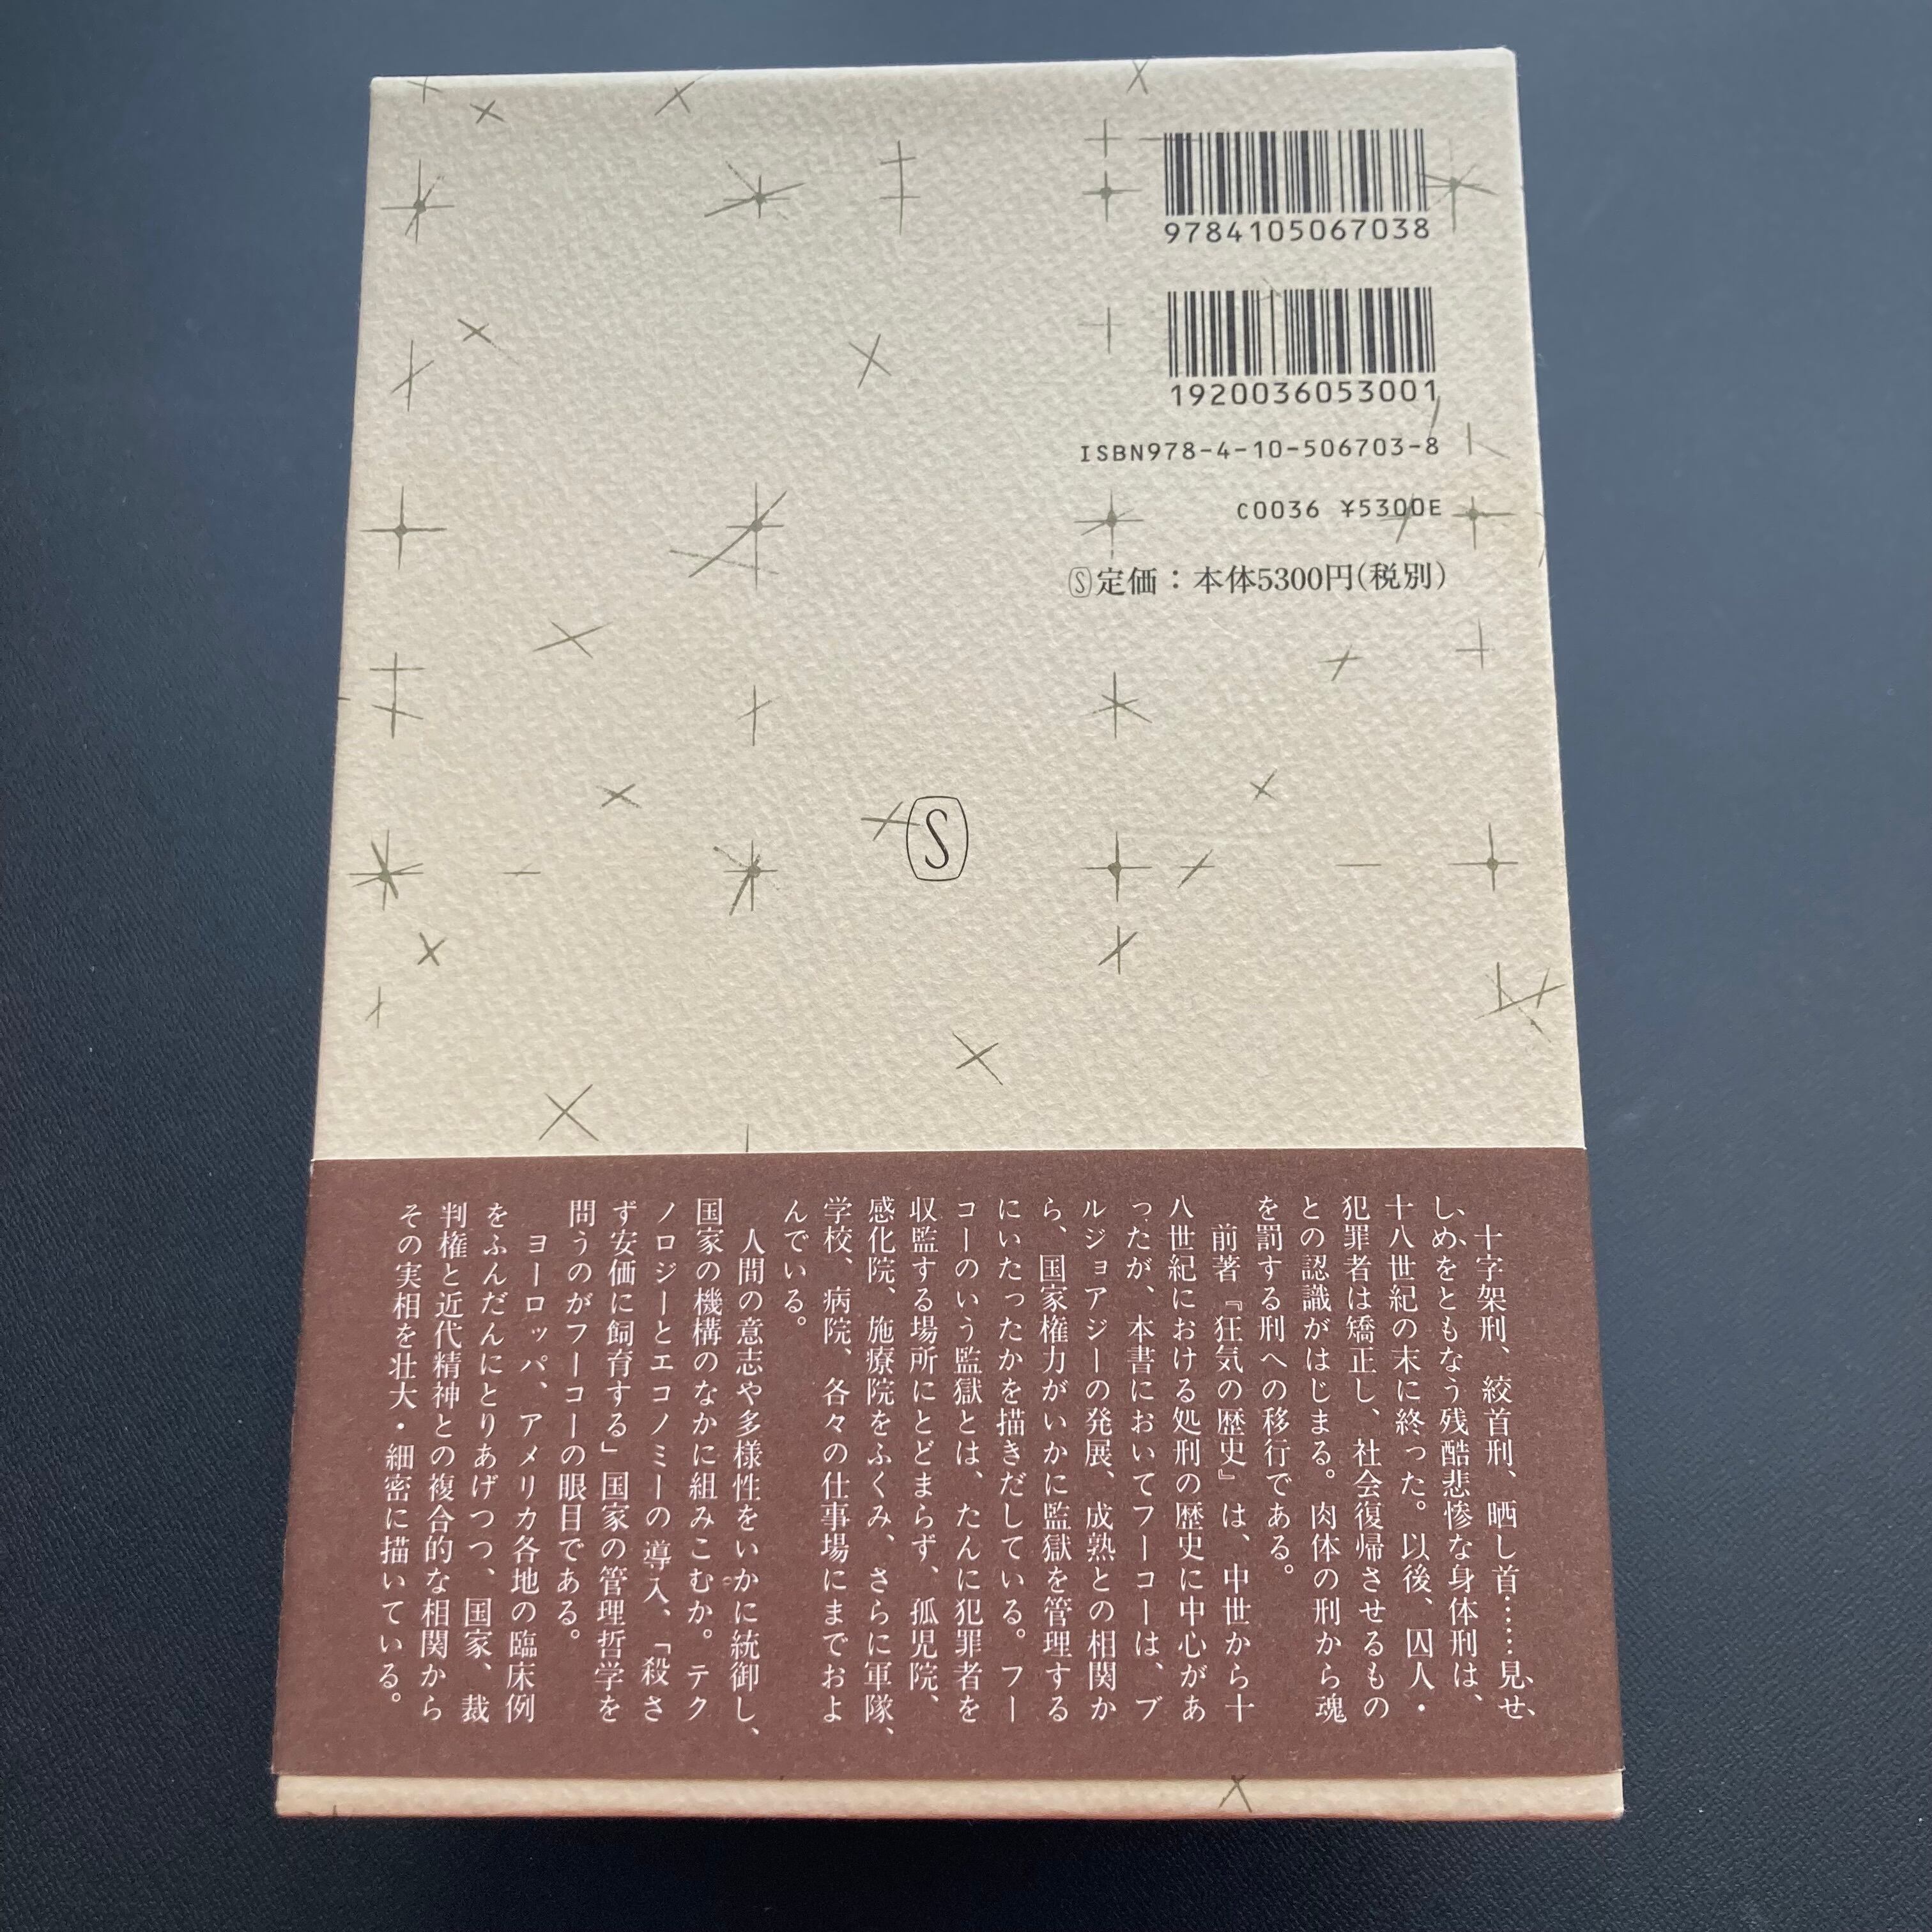 9784105067038
1920036053001
ISBN978-4-10-506703-8
C0036 ¥5300E
Ⓢ定価：本体5300円(税別)
S
十字架刑、絞首刑、晒し首……見せ
しめをともなう残酷悲惨な身体刑は、
十八世紀の末に終った。以後、囚人・
犯罪者は矯正し、社会復帰させるもの
との認識がはじまる。肉体の刑から魂
を罰する刑への移行である。
前著『狂気の歴史』は、中世から十
八世紀における処刑の歴史に中心があ
ったが、本書においてフーコーは、ブ
ルジョアジーの発展、成熟との相関か
ら、国家権力がいかに監獄を管理する
にいたったかを描きだしている。フー
コーのいう監獄とは、たんに犯罪者を
収監する場所にとどまらず、孤児院、
感化院、施療院をふくみ、さらに軍隊、
学校、病院、各々の仕事場にまでおよ
んでいる。
人間の意志や多様性をいかに統御し、
国家の機構のなかに組みこむか。テク
ノロジーとエコノミーの導入、「殺さ
ず安価に飼育する」国家の管理哲学を
問うのがフーコーの眼目である。
ヨーロッパ、アメリカ各地の臨床例
をふんだんにとりあげつつ、国家、裁
判権と近代精神との複合的な相関から
その実相を壮大・細密に描いている。